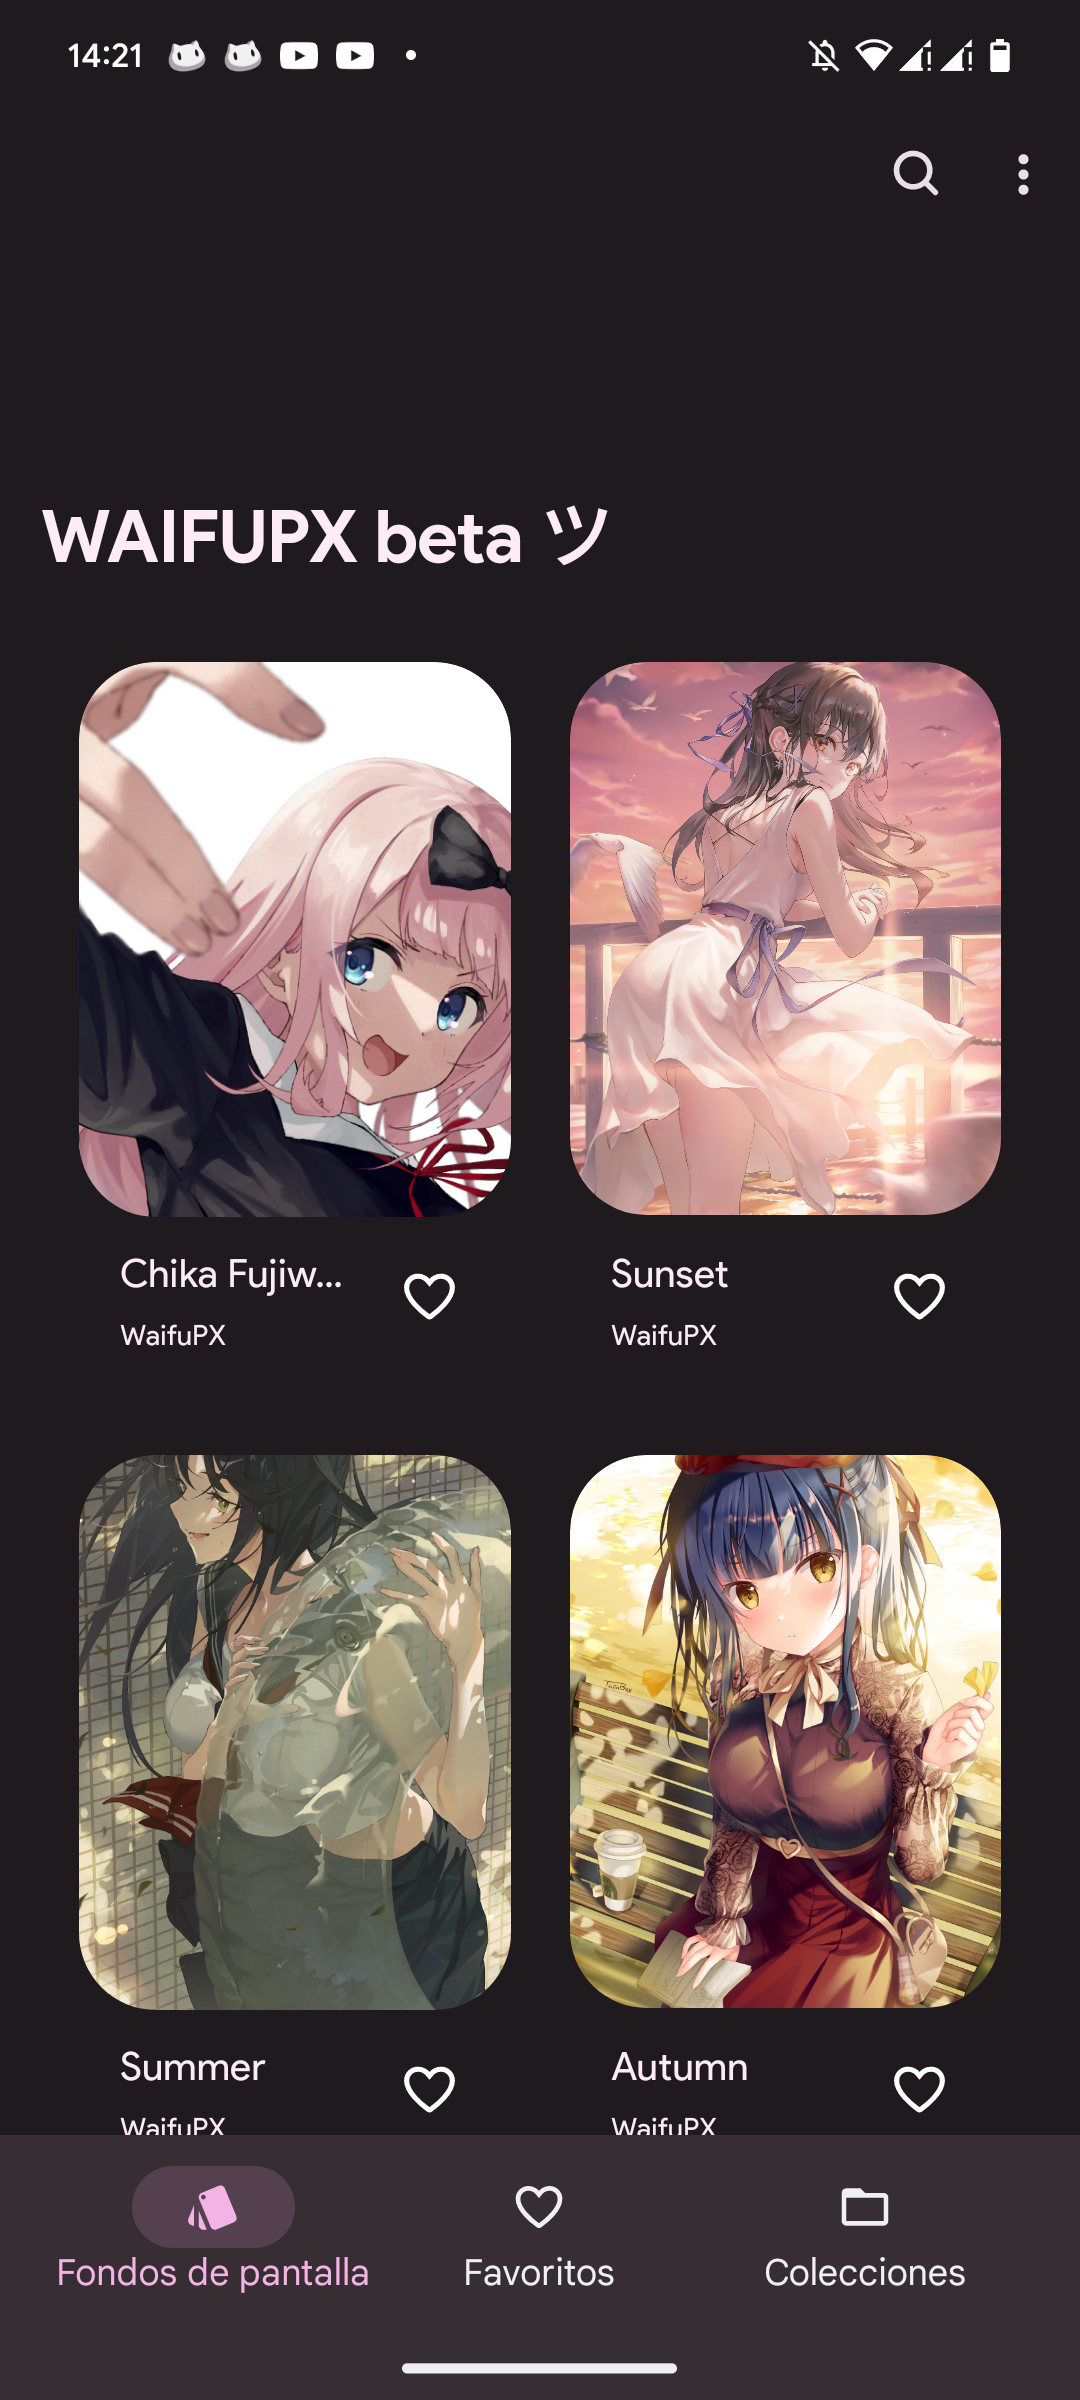 14:21
WAIFUPX beta ツ
Chika Fujiw...
WaifuPX
Sunset
WaifuPX
Summer
WaifuPX
Autumn
WaifuPX
Fondos de pantalla
Favoritos
Colecciones